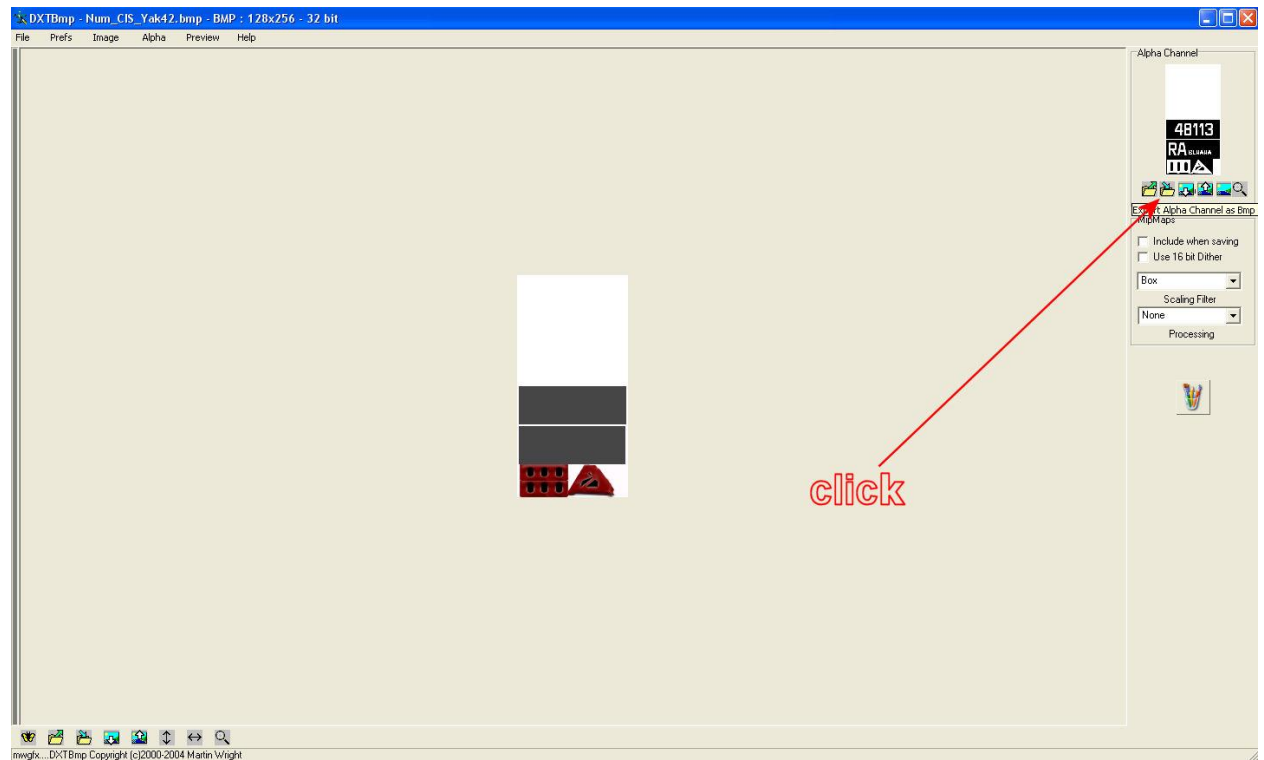 DXTBmp - Num_CIS_Yak42.bmp - BMP : 128x256 - 32 bit
File Prefs Image Alpha Preview Help
Alpha Channel
48113
RA
Export Alpha Channel as Bmp
MipMaps
Include when saving
Use 16 bit Dither
Box
Scaling Filter
None
Processing
click
mwgfx....DXTBmp Copyright (c)2000-2004 Martin Wright